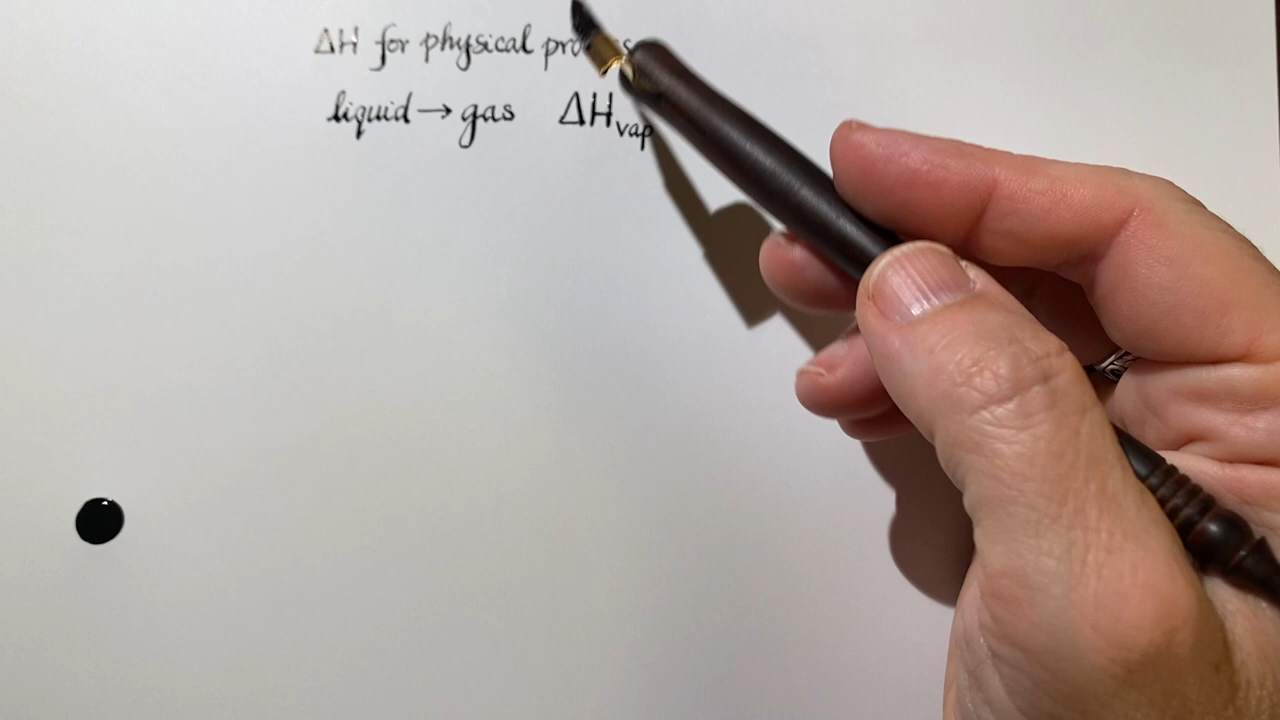 ΔH for physical
liquid → gas ΔHvap